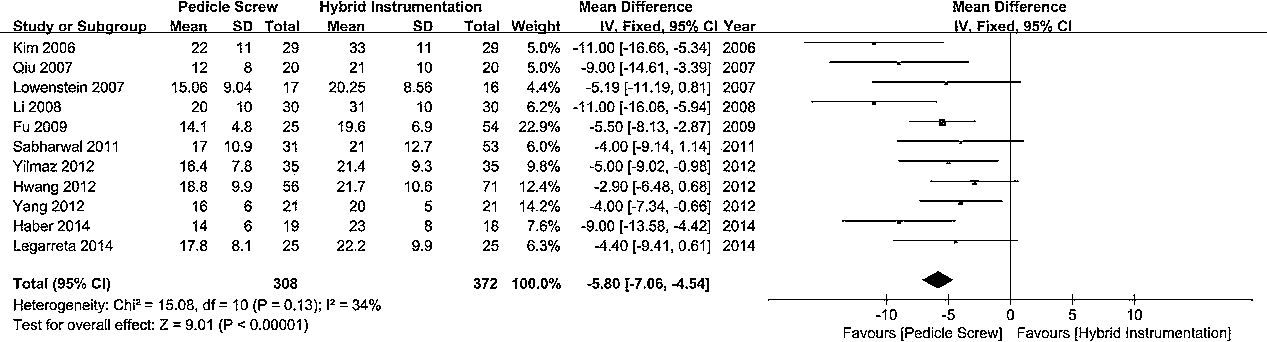 Pedicle Screw Hybrid Instrumentation Mean Difference Mean Difference
Study or Subgroup Mean SD Total Mean SD Total Weight IV, Fixed, 95% CI Year IV, Fixed, 95% CI
Kim 2006 22 11 29 33 11 29 5.0% -11.00 [-16.66, -5.34] 2006
Qiu 2007 12 8 20 21 10 20 5.0% -9.00 [-14.61, -3.39] 2007
Lowenstein 2007 15.06 9.04 17 20.25 8.56 16 4.4% -5.19 [-11.19, 0.81] 2007
Li 2008 20 10 30 31 10 30 6.2% -11.00 [-16.06, -5.94] 2008
Fu 2009 14.1 4.8 25 19.6 6.9 54 22.9% -5.50 [-8.13, -2.87] 2009
Sabharwal 2011 17 10.9 31 21 12.7 53 6.0% -4.00 [-9.14, 1.14] 2011
Yilmaz 2012 16.4 7.8 35 21.4 9.3 35 9.8% -5.00 [-9.02, -0.98] 2012
Hwang 2012 18.8 9.9 56 21.7 10.6 71 12.4% -2.90 [-6.48, 0.68] 2012
Yang 2012 16 6 21 20 5 21 14.2% -4.00 [-7.34, -0.66] 2012
Haber 2014 14 6 19 23 8 18 7.6% -9.00 [-13.58, -4.42] 2014
Legarreta 2014 17.8 8.1 25 22.2 9.9 25 6.3% -4.40 [-9.41, 0.61] 2014
Total (95% CI) 308 372 100.0% -5.80 [-7.06, -4.54]
Heterogeneity: Chi² = 15.08, df = 10 (P = 0.13); I² = 34%
Test for overall effect: Z = 9.01 (P < 0.00001)
-10 -5 0 5 10
Favours [Pedicle Screw] Favours [Hybrid Instrumentation]